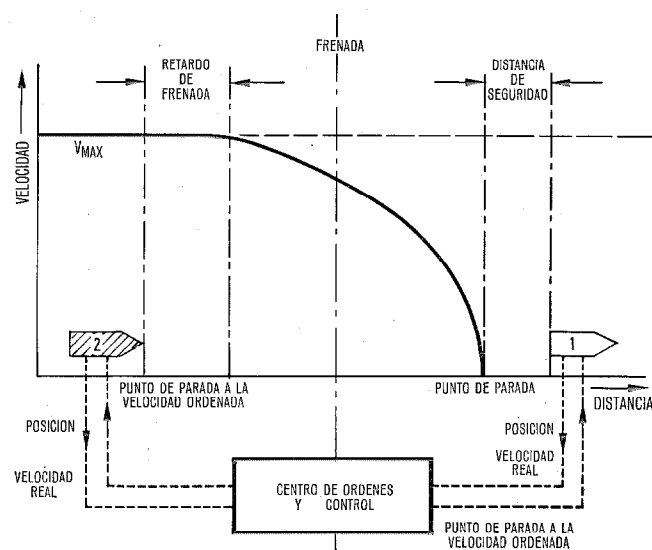 FRENADA
RETARDO
DE
FRENADA
DISTANCIA
DE
SEGURIDAD
VELOCIDAD
VMAX
2
1
PUNTO DE PARADA A LA
VELOCIDAD ORDENADA
PUNTO DE PARADA
DISTANCIA
POSICION
VELOCIDAD
REAL
CENTRO DE ORDENES
Y CONTROL
POSICION
VELOCIDAD
REAL
PUNTO DE PARADA A LA
VELOCIDAD ORDENADA